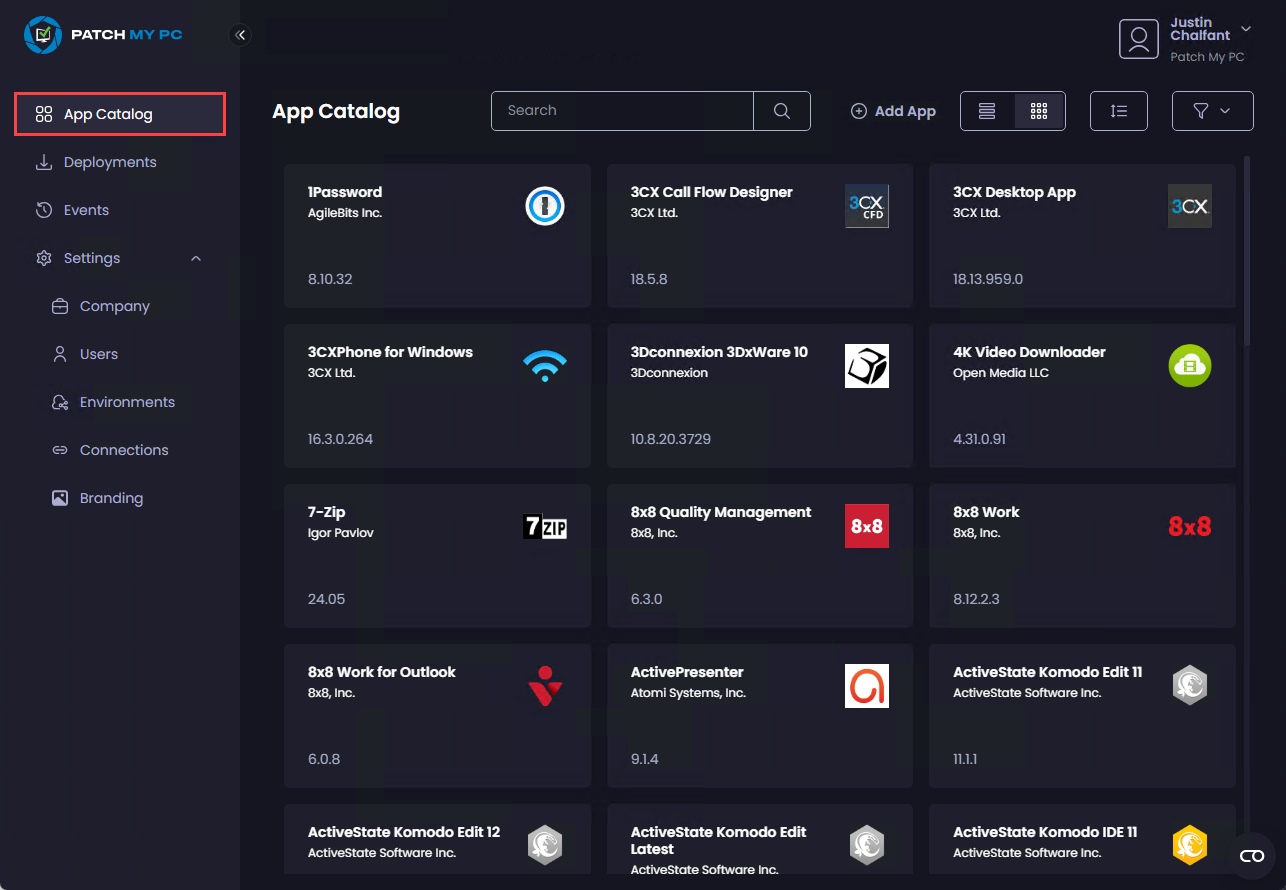 PATCH MY PC
Justin
Chalfant
Patch My PC
App Catalog
Deployments
Events
Settings
Company
Users
Environments
Connections
Branding
App Catalog
Search
Add App
1Password
AgileBits Inc.
8.10.32
3CX Call Flow Designer
3CX Ltd.
3CX
CFD
18.5.8
3CX Desktop App
3CX Ltd.
3CX
18.13.959.0
3CXPhone for Windows
3CX Ltd.
16.3.0.264
3Dconnexion 3DxWare 10
3Dconnexion
10.8.20.3729
4K Video Downloader
Open Media LLC
4.31.0.91
7-Zip
Igor Pavlov
7 ZIP
24.05
8x8 Quality Management
8x8, Inc.
8x8
6.3.0
8x8 Work
8x8, Inc.
8x8
8.12.2.3
8x8 Work for Outlook
8x8, Inc.
6.0.8
ActivePresenter
Atomi Systems, Inc.
9.1.4
ActiveState Komodo Edit 11
ActiveState Software Inc.
11.1.1
ActiveState Komodo Edit 12
ActiveState Software Inc.
ActiveState Komodo Edit
Latest
ActiveState Software Inc.
ActiveState Komodo IDE 11
ActiveState Software Inc.